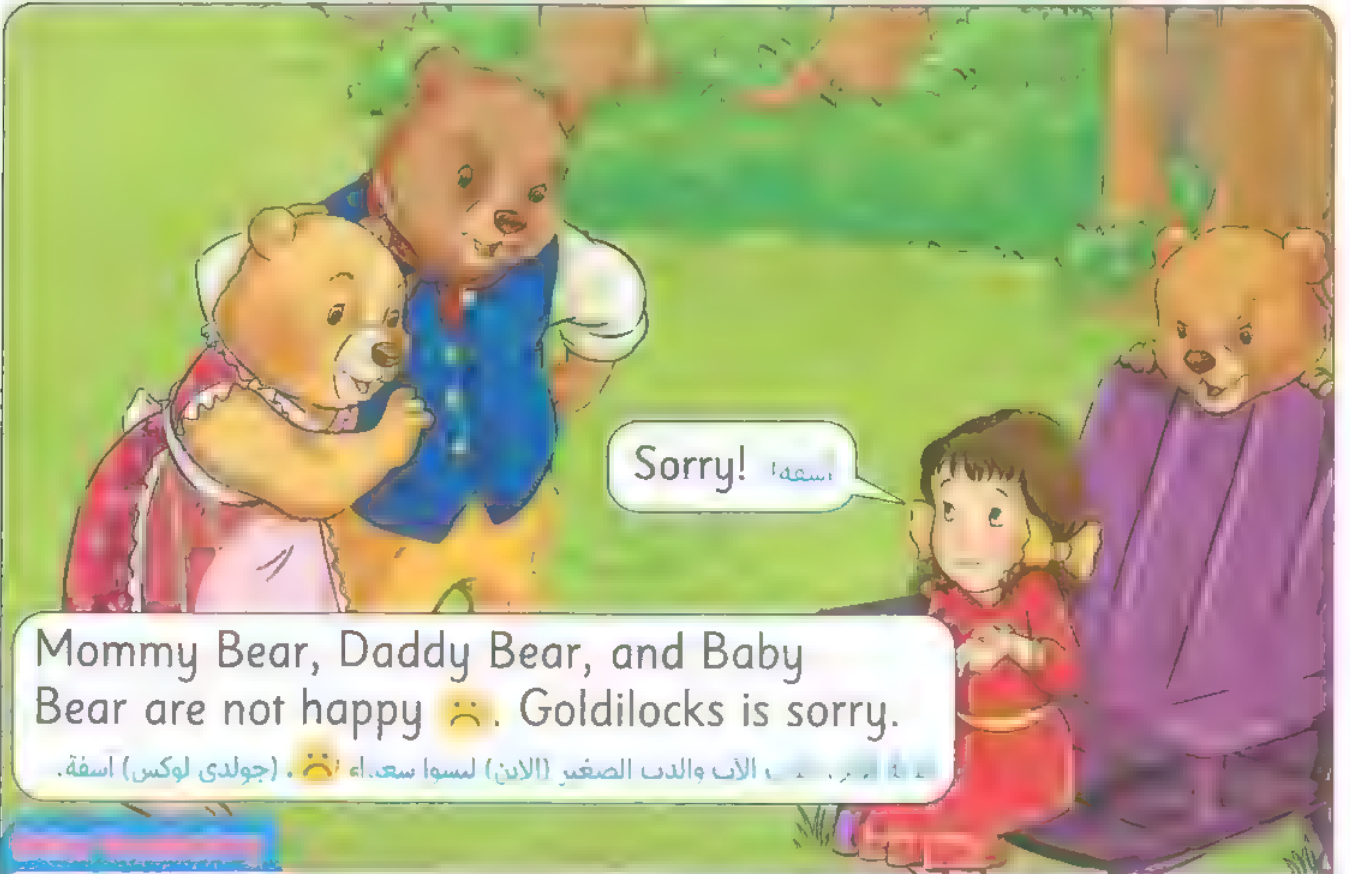 Sorry! آسفة!
Mommy Bear, Daddy Bear, and Baby
Bear are not happy ☹. Goldilocks is sorry.
الأب والدب الصغير (الابن) ليسوا سعداء ☹. (جولدى لوكس) آسفة.